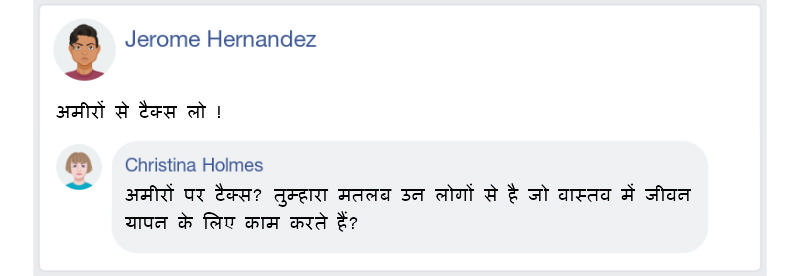 Jerome Hernandez
अमीरों से टैक्स लो !
Christina Holmes
अमीरों पर टैक्स? तुम्हारा मतलब उन लोगों से है जो वास्तव में जीवन
यापन के लिए काम करते हैं?